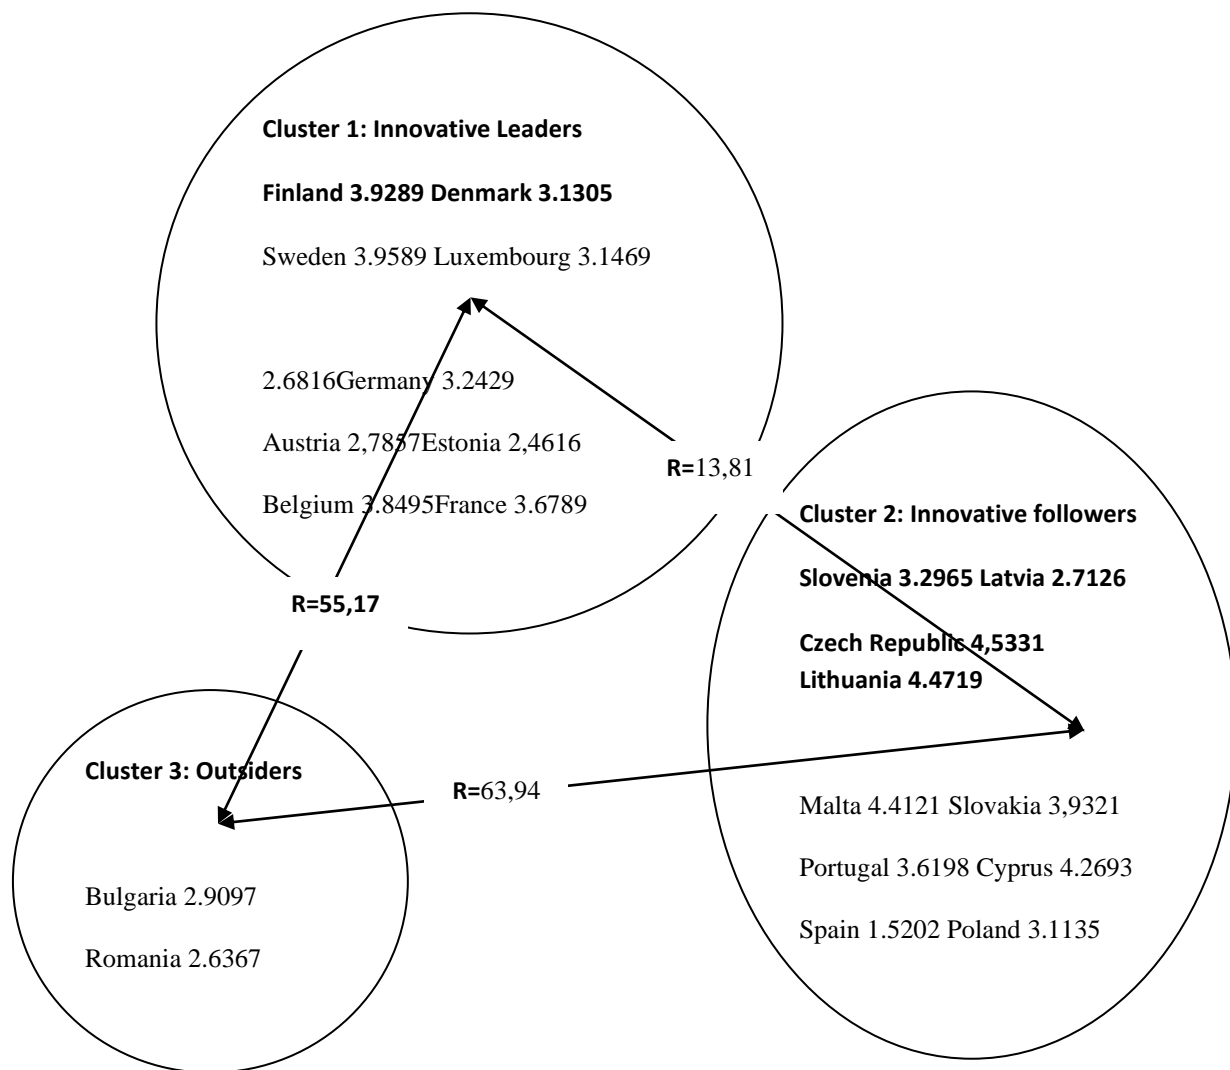 Cluster 1: Innovative Leaders
Finland 3.9289 Denmark 3.1305
Sweden 3.9589 Luxembourg 3.1469
2.6816Germany 3.2429
Austria 2,7857Estonia 2,4616
Belgium 3.8495France 3.6789
R=13,81
R=55,17
Cluster 2: Innovative followers
Slovenia 3.2965 Latvia 2.7126
Czech Republic 4,5331
Lithuania 4.4719
Malta 4.4121 Slovakia 3,9321
Portugal 3.6198 Cyprus 4.2693
Spain 1.5202 Poland 3.1135
R=63,94
Cluster 3: Outsiders
Bulgaria 2.9097
Romania 2.6367